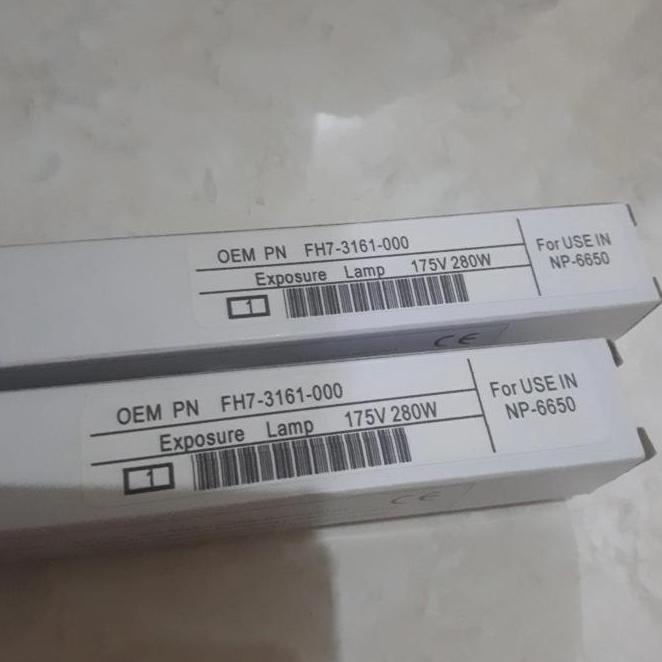 OEM PN FH7-3161-000
Exposure Lamp 175V 280W
1
For USE IN
NP-6650
CE
OEM PN FH7-3161-000
Exposure Lamp 175V 280W
1
For USE IN
NP-6650
CE